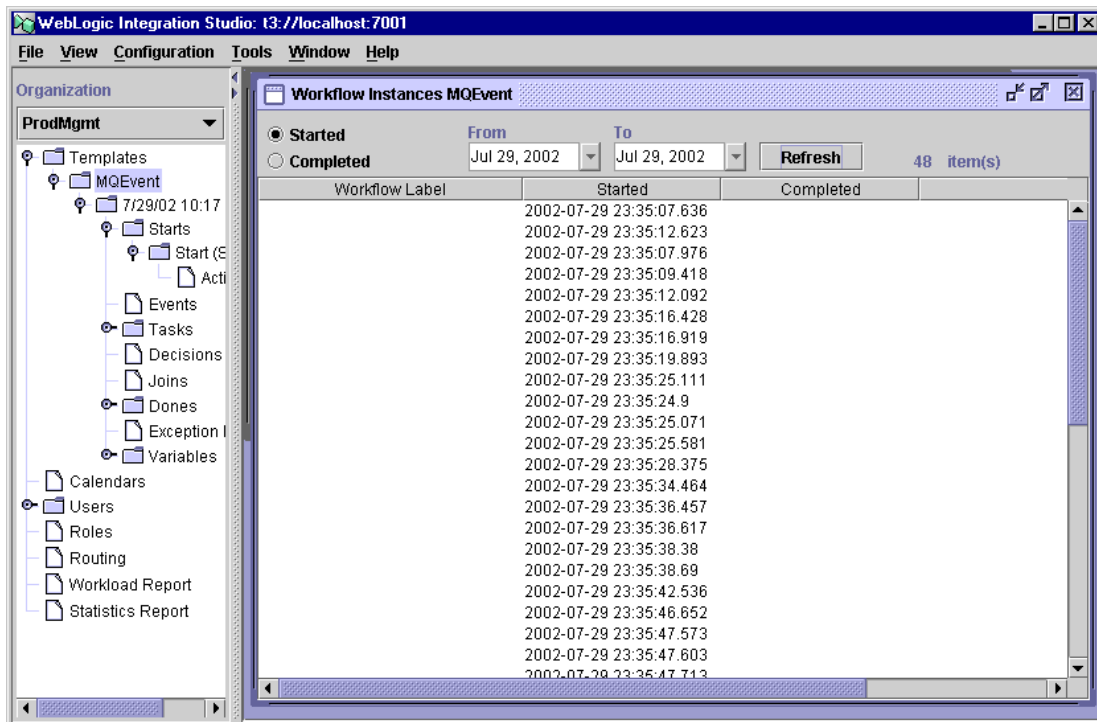 WebLogic Integration Studio: t3://localhost:7001
File View Configuration Tools Window Help
Organization
ProdMgmt
Templates
MQEvent
7/29/02 10:17
Starts
Start (S
Acti
Events
Tasks
Decisions
Joins
Dones
Exception
Variables
Calendars
Users
Roles
Routing
Workload Report
Statistics Report
Workflow Instances MQEvent
Started
Completed
From
To
Jul 29, 2002
Jul 29, 2002
Refresh
48 item(s)
Workflow Label Started Completed
2002-07-29 23:35:07.636
2002-07-29 23:35:12.623
2002-07-29 23:35:07.976
2002-07-29 23:35:09.418
2002-07-29 23:35:12.092
2002-07-29 23:35:16.428
2002-07-29 23:35:16.919
2002-07-29 23:35:19.893
2002-07-29 23:35:25.111
2002-07-29 23:35:24.9
2002-07-29 23:35:25.071
2002-07-29 23:35:25.581
2002-07-29 23:35:28.375
2002-07-29 23:35:34.464
2002-07-29 23:35:36.457
2002-07-29 23:35:36.617
2002-07-29 23:35:38.38
2002-07-29 23:35:38.69
2002-07-29 23:35:42.536
2002-07-29 23:35:46.652
2002-07-29 23:35:47.573
2002-07-29 23:35:47.603
2002-07-29 23:35:47.713